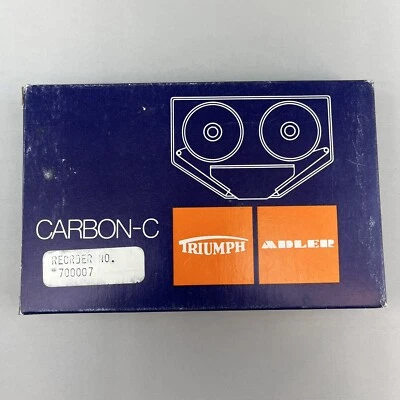 CARBON-C
TRIUMPH
ADLER
REORDER NO.
#700007